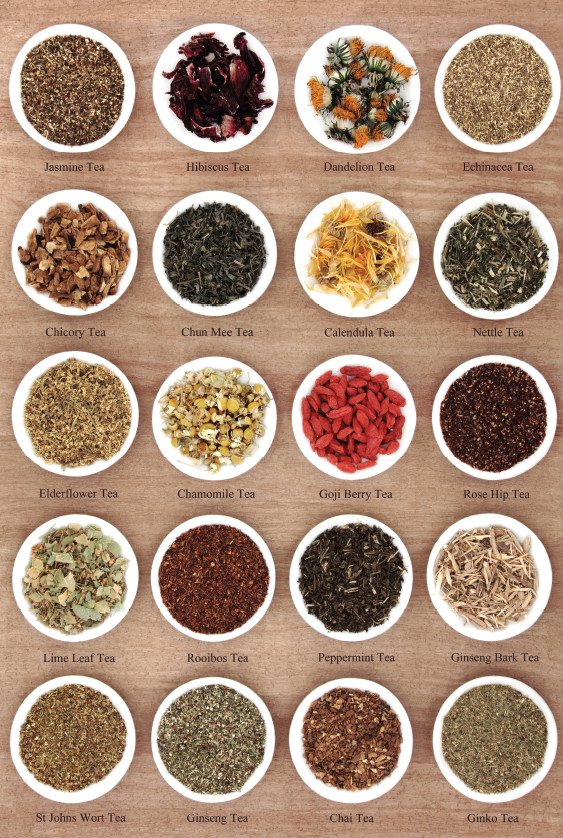 Jasmine Tea
Hibiscus Tea
Dandelion Tea
Echinacea Tea
Chicory Tea
Chun Mee Tea
Calendula Tea
Nettle Tea
Elderflower Tea
Chamomile Tea
Goji Berry Tea
Rose Hip Tea
Lime Leaf Tea
Rooibos Tea
Peppermint Tea
Ginseng Bark Tea
St Johns Wort Tea
Ginseng Tea
Chai Tea
Ginko Tea